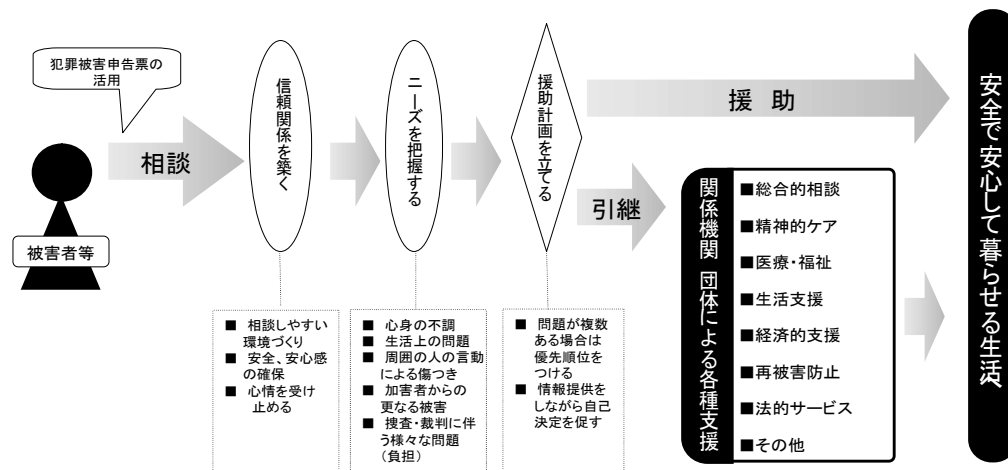 犯罪被害申告票の
活用
被害者等
相談
信頼関係を築く
ニーズを把握する
援助計画を立てる
援 助
引継
■ 相談しやすい
環境づくり
■ 安全、安心感
の確保
■ 心情を受け
止める
■ 心身の不調
■ 生活上の問題
■ 周囲の人の言動
による傷つき
■ 加害者からの
更なる被害
■ 捜査・裁判に伴
う様々な問題
（負担）
■ 問題が複数
ある場合は
優先順位を
つける
■ 情報提供を
しながら自己
決定を促す
関係機関 団体による各種支援
■総合的相談
■精神的ケア
■医療・福祉
■生活支援
■経済的支援
■再被害防止
■法的サービス
■その他
安全で安心して暮らせる生活へ